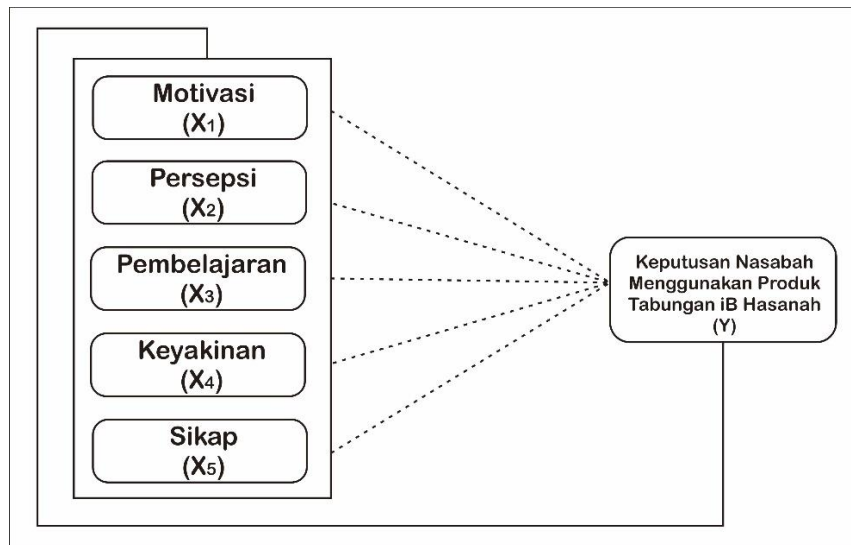 Motivasi
(X1)
Persepsi
(X2)
Pembelajaran
(X3)
Keyakinan
(X4)
Sikap
(X5)
Keputusan Nasabah
Menggunakan Produk
Tabungan iB Hasanah
(Y)